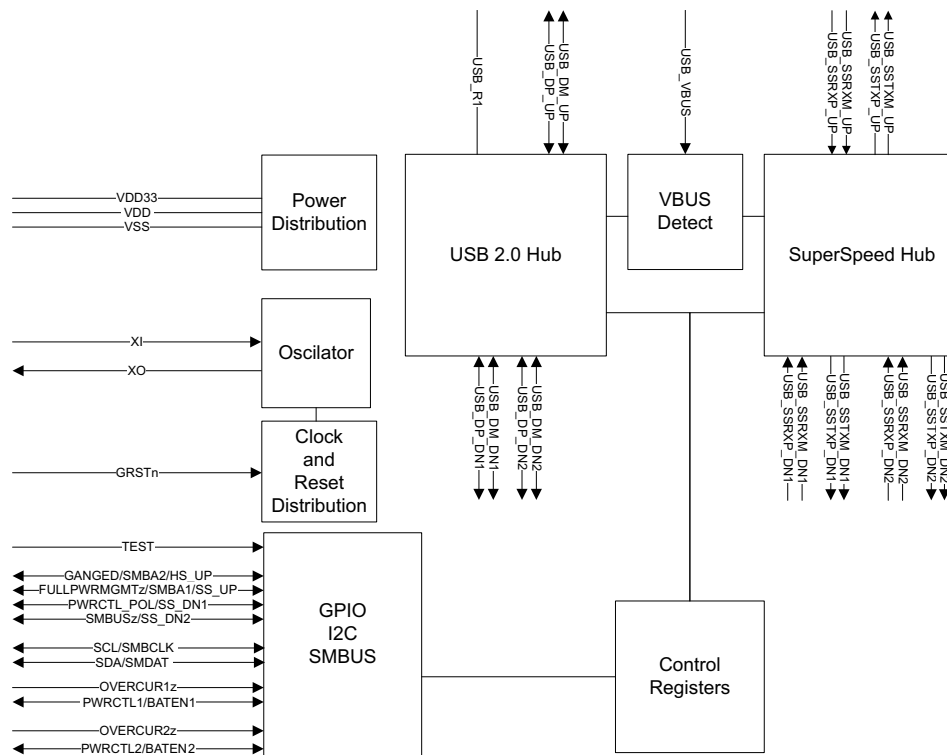 USB_R1
USB_DP_UP
USB_DM_UP
USB_VBUS
USB_SSRXP_UP
USB_SSRXM_UP
USB_SSTXP_UP
USB_SSTXM_UP
VDD33
VDD
VSS
Power
Distribution
USB 2.0 Hub
VBUS
Detect
SuperSpeed Hub
XI
XO
Oscilator
USB_DP_DN1
USB_DM_DN1
USB_DP_DN2
USB_DM_DN2
USB_SSRXP_DN1
USB_SSRXM_DN1
USB_SSTXP_DN1
USB_SSTXM_DN1
USB_SSRXP_DN2
USB_SSRXM_DN2
USB_SSTXP_DN2
USB_SSTXM_DN2
GRSTn
Clock
and
Reset
Distribution
TEST
GANGED/SMBA2/HS_UP
FULLPWRMGMTz/SMBA1/SS_UP
PWRCTL_POL/SS_DN1
SMBUSz/SS_DN2
SCL/SMBCLK
SDA/SMDAT
OVERCUR1z
PWRCTL1/BATEN1
OVERCUR2z
PWRCTL2/BATEN2
GPIO
I2C
SMBUS
Control
Registers